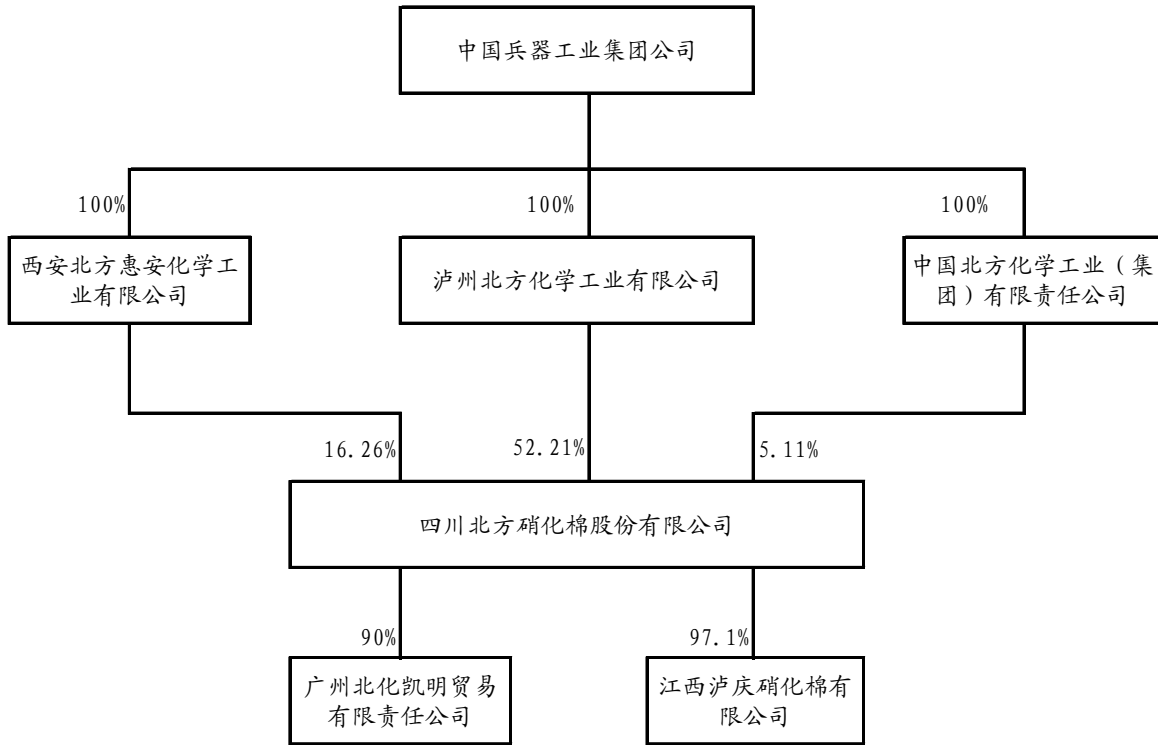 中国兵器工业集团公司
100%
100%
100%
西安北方惠安化学工
业有限公司
泸州北方化学工业有限公司
中国北方化学工业（集
团）有限责任公司
16.26%
52.21%
5.11%
四川北方硝化棉股份有限公司
90%
97.1%
广州北化凯明贸易
有限责任公司
江西泸庆硝化棉有
限公司